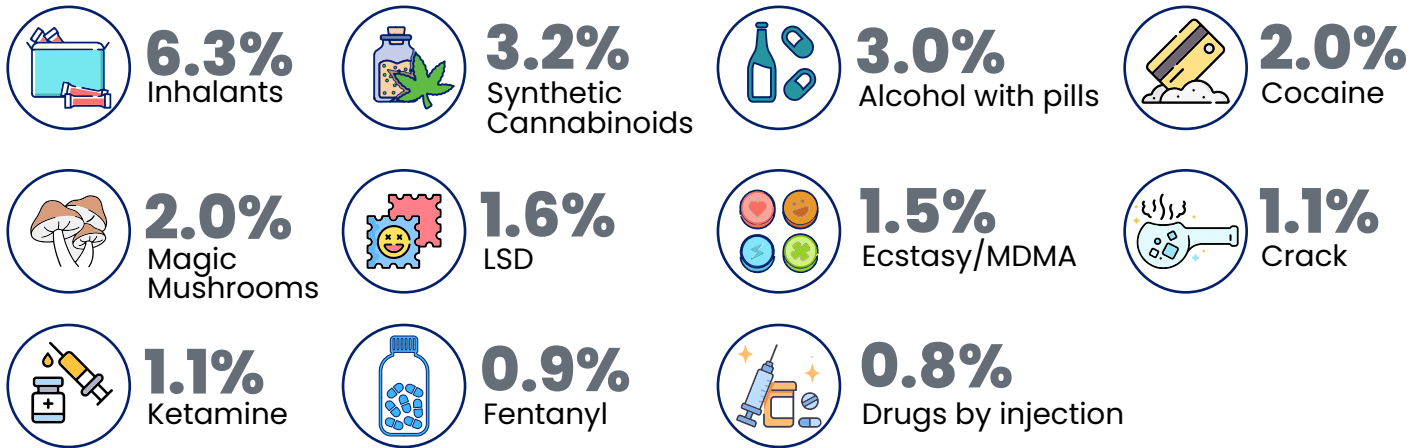 6.3%
Inhalants
3.2%
Synthetic
Cannabinoids
3.0%
Alcohol with pills
2.0%
Cocaine
2.0%
Magic
Mushrooms
1.6%
LSD
1.5%
Ecstasy/MDMA
1.1%
Crack
1.1%
Ketamine
0.9%
Fentanyl
0.8%
Drugs by injection